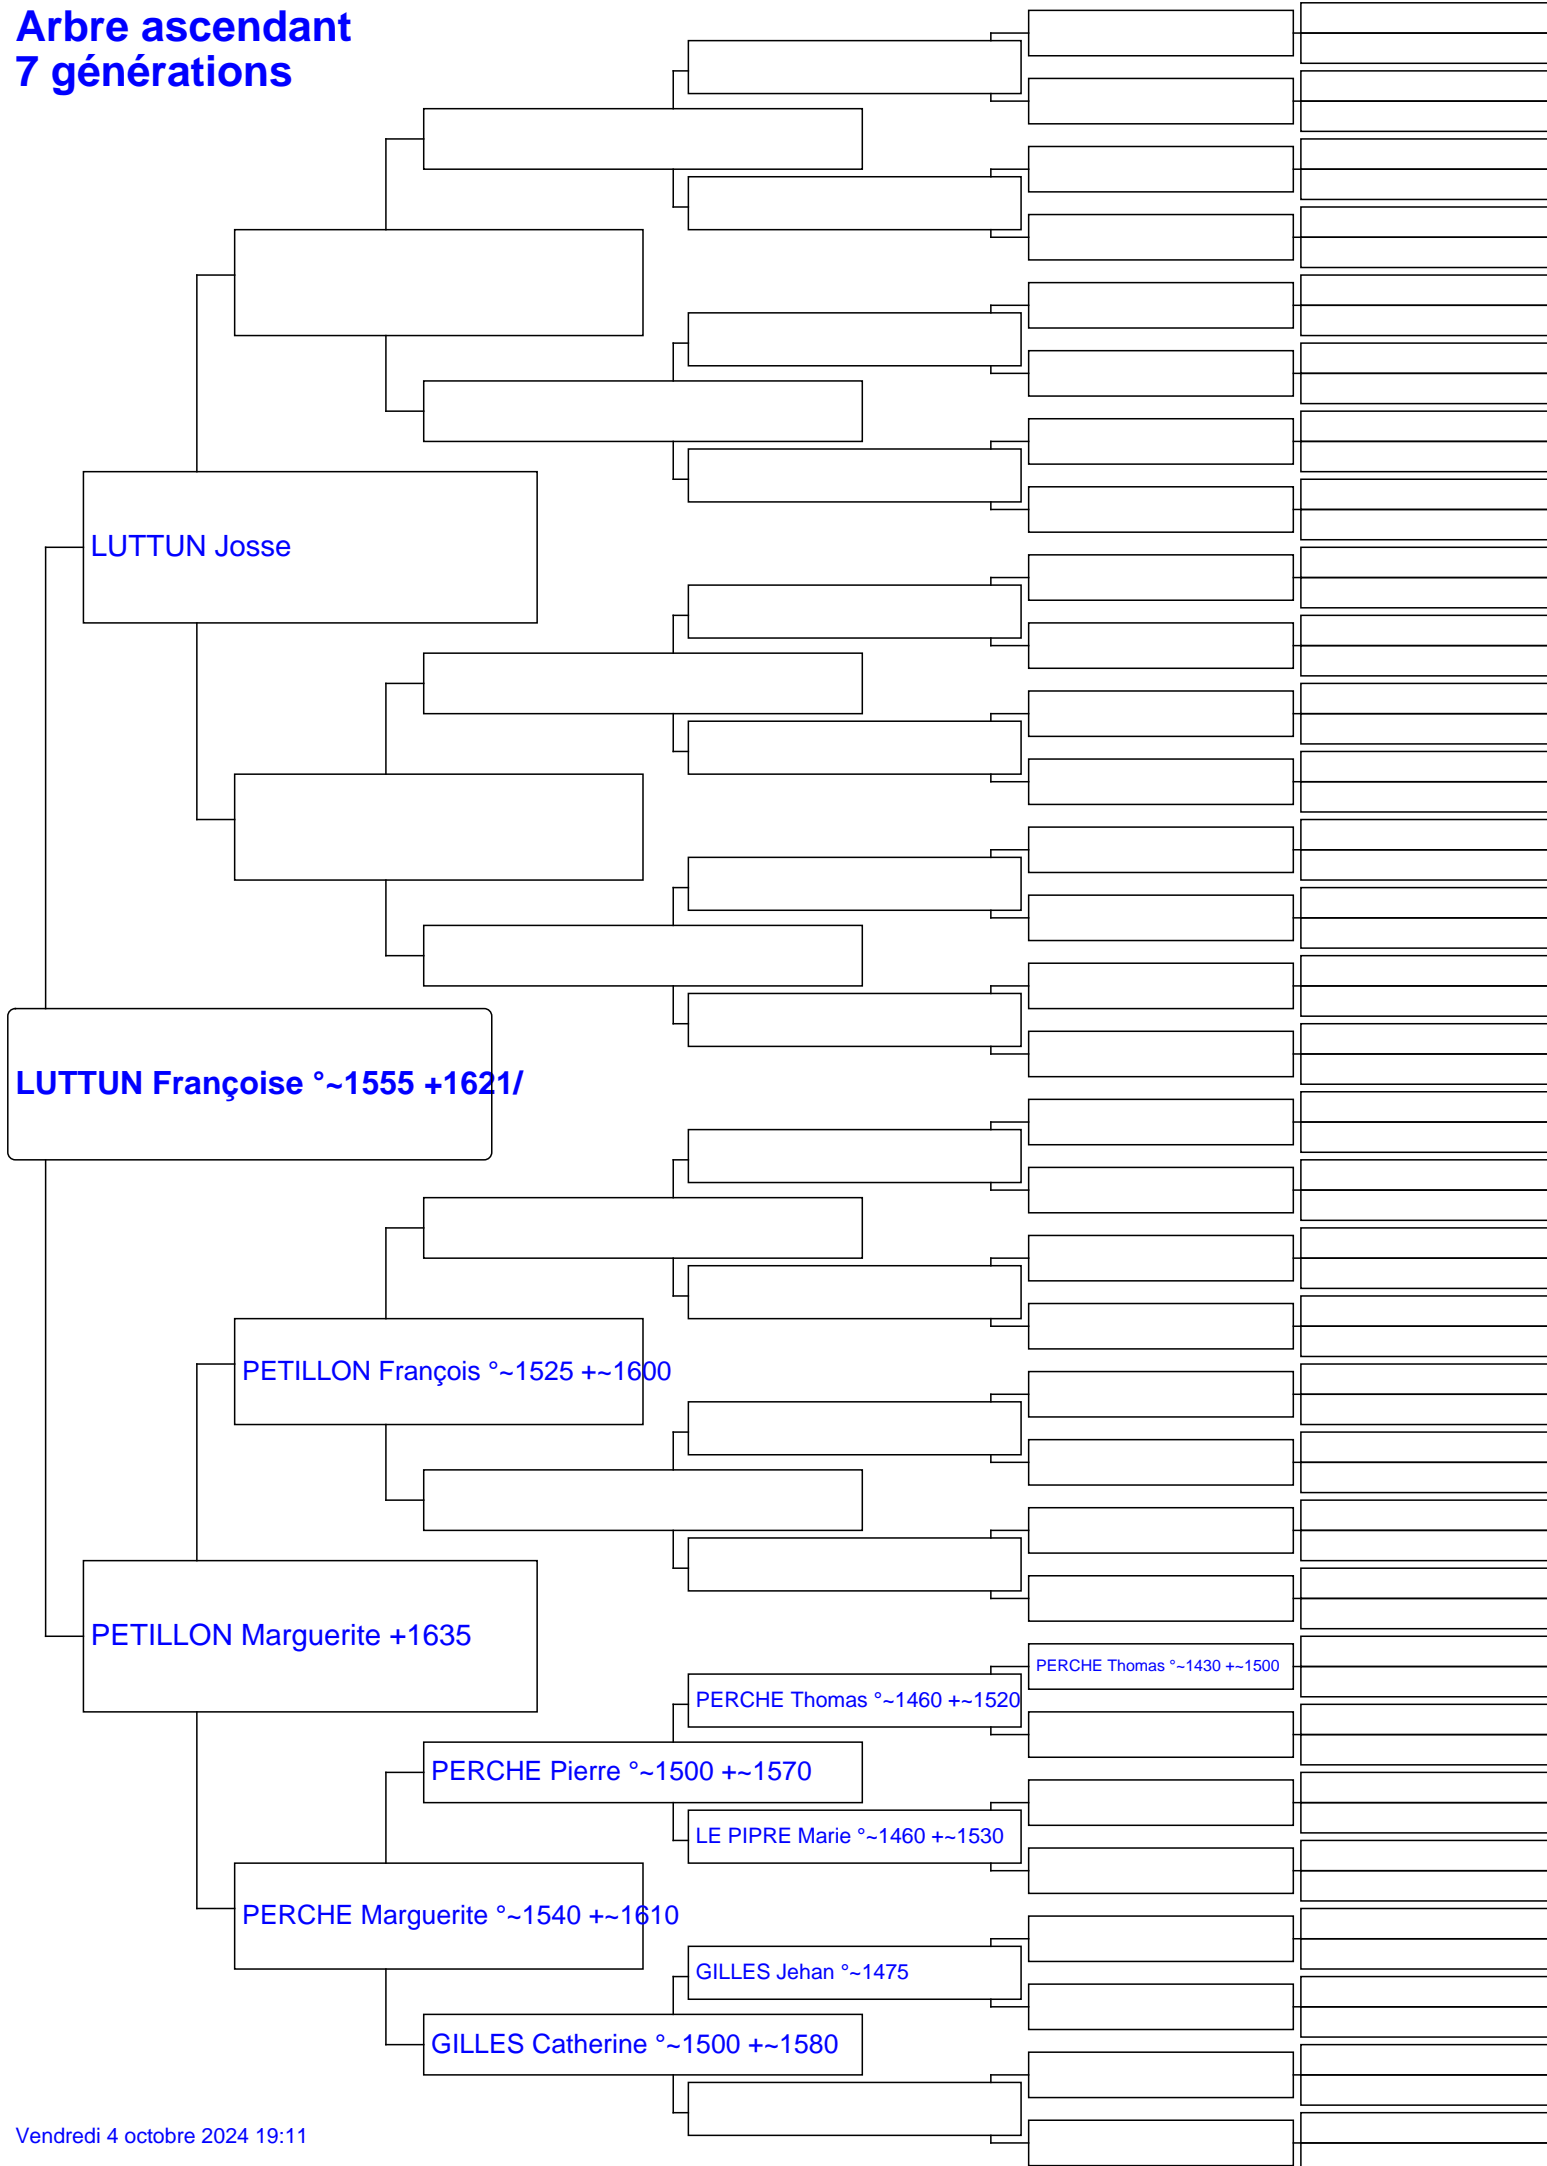 Arbre ascendant
7 générations
LUTTUN Josse
LUTTUN Françoise °~1555 +1621/
PETILLON François °~1525 +~1600
PETILLON Marguerite +1635
PERCHE Thomas °~1430 +~1500
PERCHE Thomas °~1460 +~1520
PERCHE Pierre °~1500 +~1570
LE PIPRE Marie °~1460 +~1530
PERCHE Marguerite °~1540 +~1610
GILLES Jehan °~1475
GILLES Catherine °~1500 +~1580
Vendredi 4 octobre 2024 19:11